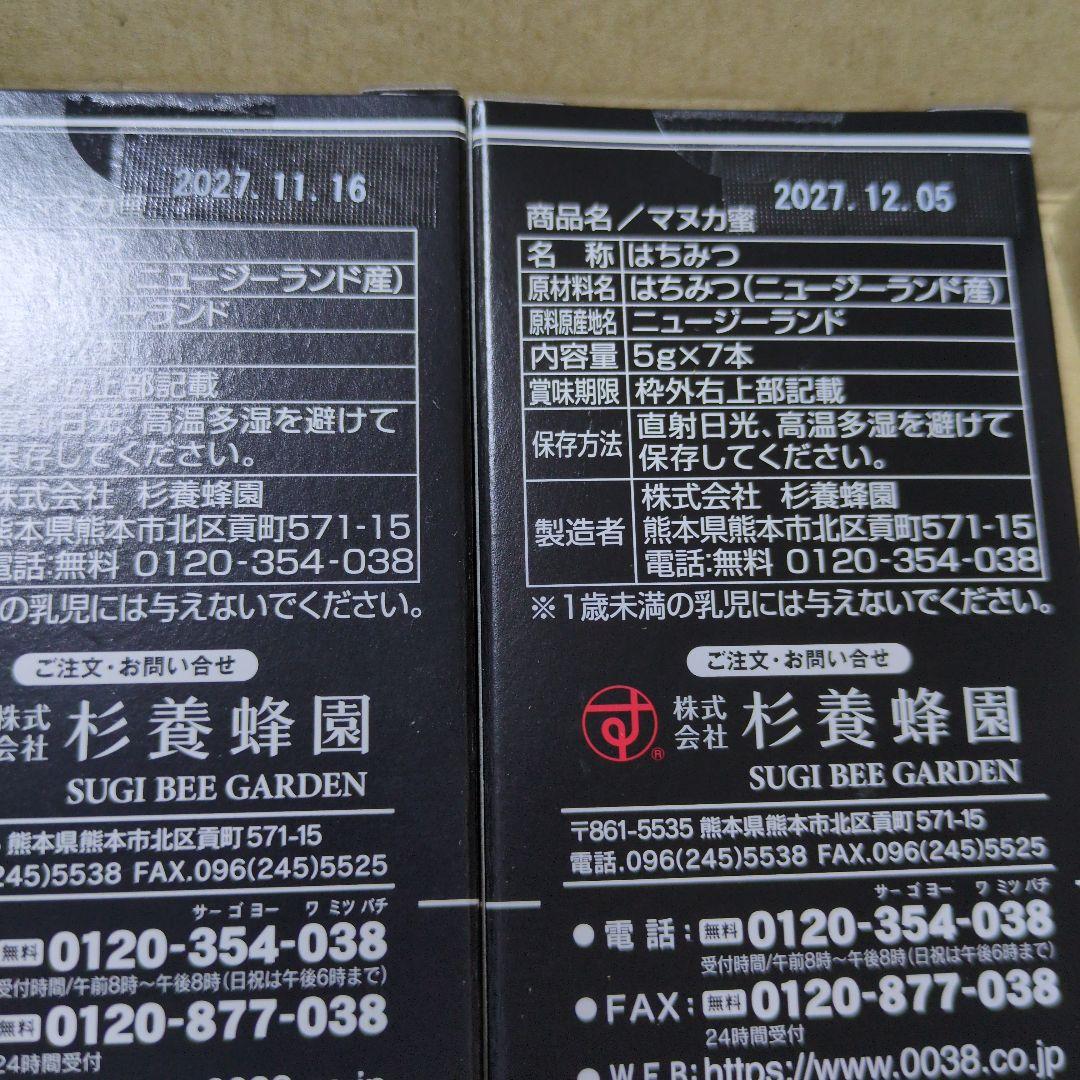 2027.11.16
マヌカ蜜
(ニュージーランド産)
ーランド
右上部記載
直射日光、高温多湿を避けて
保存してください。
株式会社 杉養蜂園
熊本県熊本市北区貢町571-15
電話:無料 0120-354-038
の乳児には与えないでください。
ご注文・お問い合せ
株式会社 杉養蜂園
SUGI BEE GARDEN
熊本県熊本市北区貢町571-15
245)5538 FAX.096(245)5525
サーゴヨー ワミツバチ
無料 0120-354-038
受付時間/午前8時~午後8時(日祝は午後6時まで)
無料 0120-877-038
24時間受付
2027.12.05
商品名/マヌカ蜜
名 称 はちみつ
原材料名 はちみつ(ニュージーランド産)
原料原産地名 ニュージーランド
内容量 5g×7本
賞味期限 枠外右上部記載
保存方法 直射日光、高温多湿を避けて
保存してください。
製造者 株式会社 杉養蜂園
熊本県熊本市北区貢町571-15
電話:無料 0120-354-038
※1歳未満の乳児には与えないでください。
ご注文・お問い合せ
す®
株式会社 杉養蜂園
SUGI BEE GARDEN
〒861-5535 熊本県熊本市北区貢町571-15
電話.096(245)5538 FAX.096(245)5525
サーゴヨー ワミツバチ
●電話:無料 0120-354-038
受付時間/午前8時~午後8時(日祝は午後6時まで)
●FAX:無料 0120-877-038
24時間受付
●WEB:https://www.0038.co.jp